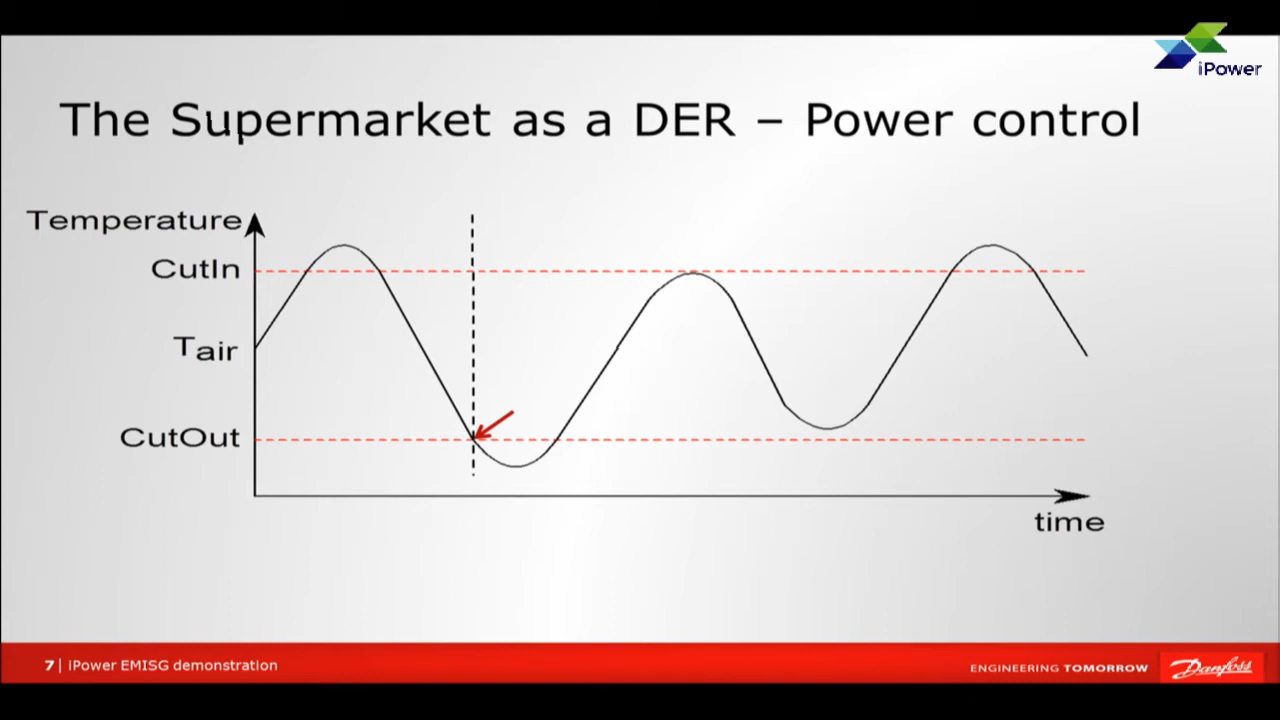 iPower
The Supermarket as a DER – Power control
Temperature
CutIn
Tair
CutOut
time
7| iPower EMISG demonstration
ENGINEERING TOMORROW
Danfoss